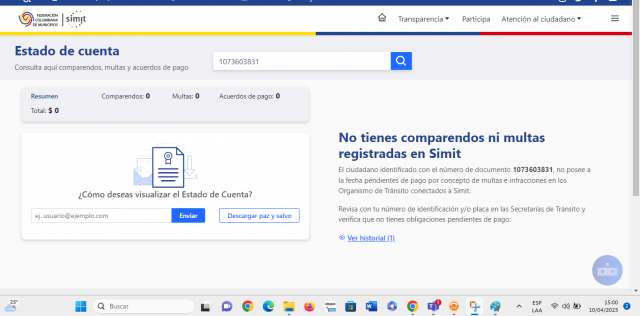 FEDERACIÓN
COLOMBIANA
DE MUNICIPIOS
simit
Transparencia
Participa
Atención al ciudadano
Estado de cuenta
Consulta aquí comparendos, multas y acuerdos de pago
1073603831
Resumen
Comparendos: 0
Multas: 0
Acuerdos de pago: 0
Total: $ 0
¿Cómo deseas visualizar el Estado de Cuenta?
ej. usuario@ejemplo.com
Enviar
Descargar paz y salvo
No tienes comparendos ni multas
registradas en Simit
El ciudadano identificado con el número de documento 1073603831, no posee a
la fecha pendientes de pago por concepto de multas e infracciones en los
Organismo de Tránsito conectados a Simit.
Revisa con tu número de identificación y/o placa en las Secretarías de Tránsito y
verifica que no tienes obligaciones pendientes de pago.
Ver historial (1)
25°
Buscar
ESP
LAA
15:00
10/04/2023